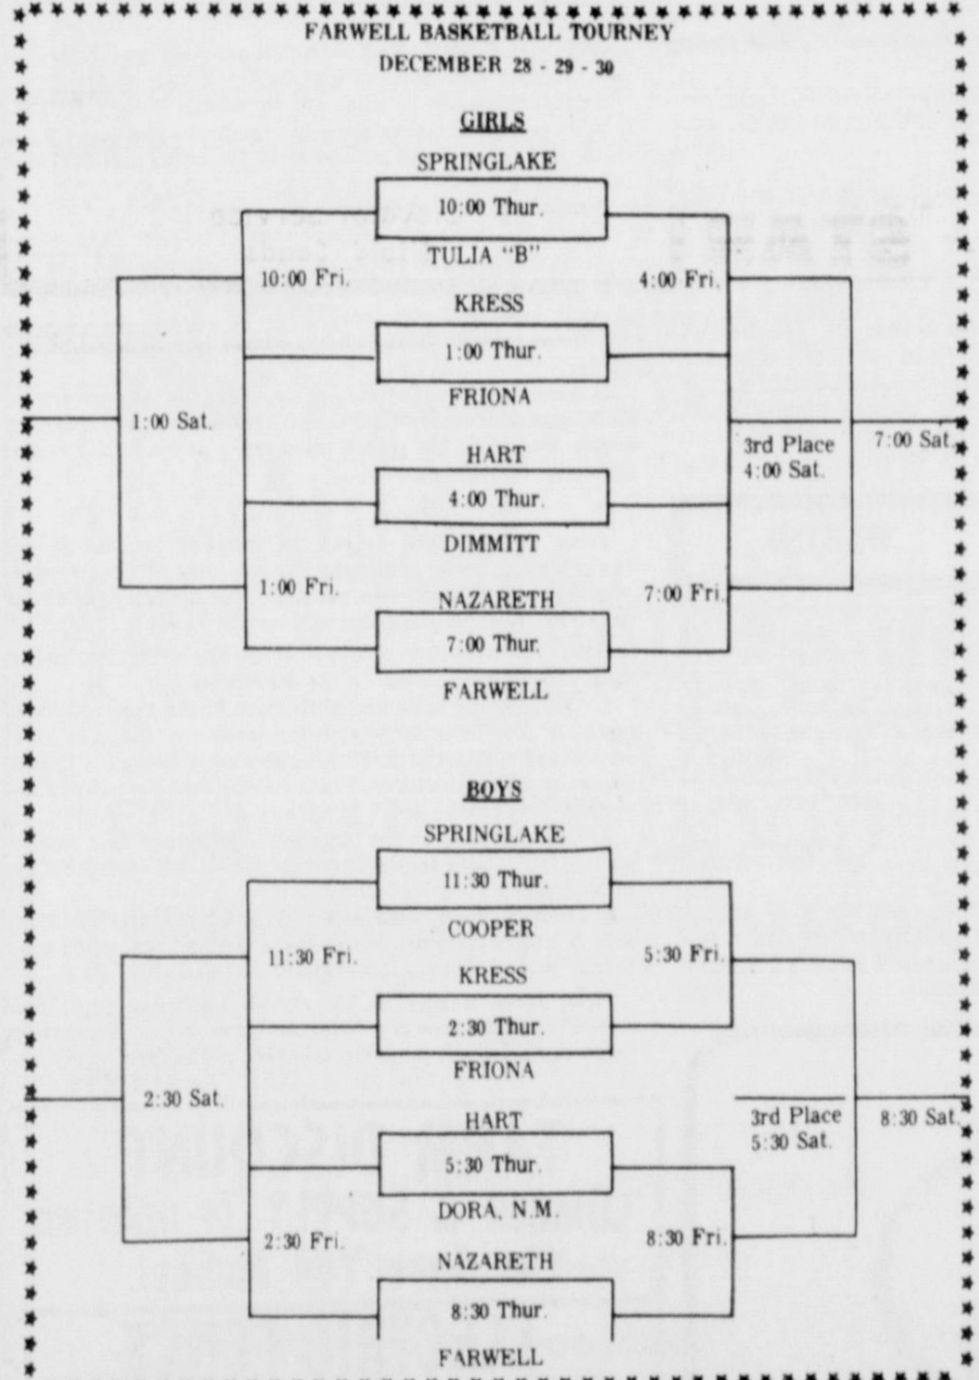 FARWELL BASKETBALL TOURNEY
DECEMBER 28 - 29 - 30
GIRLS
SPRINGLAKE
10:00 Thur.
TULIA "B"
10:00 Fri.
4:00 Fri.
KRESS
1:00 Thur.
FRIONA
1:00 Sat.
3rd Place
4:00 Sat.
7:00 Sat.
HART
4:00 Thur.
DIMMITT
1:00 Fri.
7:00 Fri.
NAZARETH
7:00 Thur.
FARWELL
BOYS
SPRINGLAKE
11:30 Thur.
COOPER
11:30 Fri.
5:30 Fri.
KRESS
2:30 Thur.
FRIONA
2:30 Sat.
3rd Place
5:30 Sat.
8:30 Sat.
HART
5:30 Thur.
DORA, N.M.
2:30 Fri.
8:30 Fri.
NAZARETH
8:30 Thur.
FARWELL